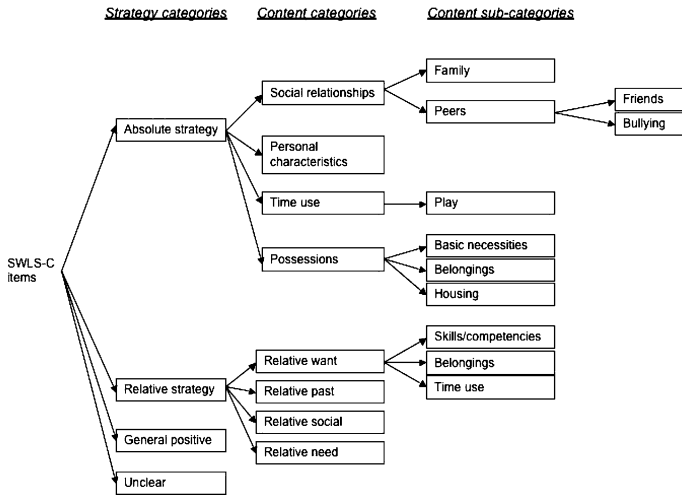 Strategy categories
Content categories
Content sub-categories
Family
Social relationships
Friends
Peers
Absolute strategy
Bullying
Personal
characteristics
Time use
Play
Basic necessities
Possessions
SWLS-C
items
Belongings
Housing
Skills/competencies
Relative want
Belongings
Relative strategy
Relative past
Time use
Relative social
General positive
Relative need
Unclear